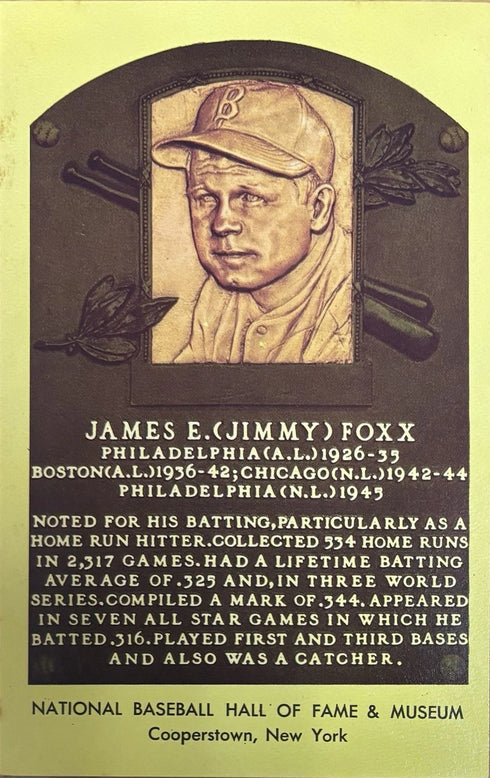 B
JAMES E.(JIMMY) FOXX
PHILADELPHIA(A.L.)1926-35
BOSTON(A.L.)1936-42;CHICAGO(N.L.)1942-44
PHILADELPHIA(N.L.)1945
NOTED FOR HIS BATTING,PARTICULARLY AS A
HOME RUN HITTER.COLLECTED 534 HOME RUNS
IN 2,317 GAMES.HAD A LIFETIME BATTING
AVERAGE OF .325 AND,IN THREE WORLD
SERIES.COMPILED A MARK OF .344. APPEARED
IN SEVEN ALL STAR GAMES IN WHICH HE
BATTED .316.PLAYED FIRST AND THIRD BASES
AND ALSO WAS A CATCHER.
NATIONAL BASEBALL HALL OF FAME & MUSEUM
Cooperstown, New York